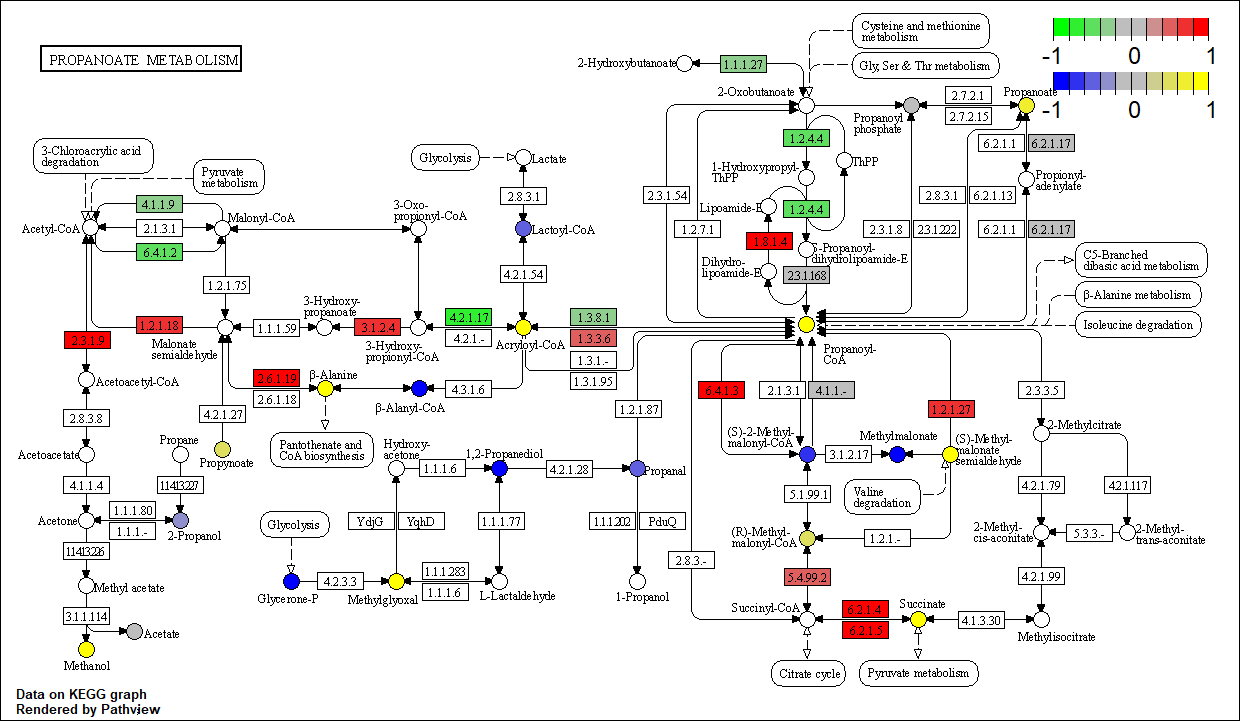 PROPANOATE METABOLISM
Cysteine and methionine
metabolism
Gly, Ser & Thr metabolism
-1 0 1
-1 0 1
2-Hydroxybutanoate
1.1.1.27
2-Oxobutanoate
Propanoyl
phosphate
2.7.2.1
2.7.2.15
Propanoate
1.2.4.4
ThPP
1-Hydroxypropyl-
ThPP
6.2.1.1
6.2.1.17
Propionyl-
adenylate
2.3.1.54
1.2.7.1
Lipoamide-E
1.2.4.4
1.8.1.4
S-Propanoyl-
dihydrolipoamide-E
Dihydro-
lipoamide-E
2.3.1.168
2.8.3.1
6.2.1.13
2.3.1.8
2.3.1.222
6.2.1.1
6.2.1.17
C5-Branched
dibasic acid metabolism
β-Alanine metabolism
Isoleucine degradation
3-Chloroacrylic acid
degradation
Pyruvate
metabolism
Glycolysis
Lactate
2.8.3.1
Lactoyl-CoA
4.2.1.54
4.1.1.9
Acetyl-CoA
2.1.3.1
Malonyl-CoA
6.4.1.2
3-Oxo-
propionyl-CoA
1.2.1.75
3-Hydroxy-
propanoate
2.3.1.9
1.2.1.18
Malonate
semialdehyde
1.1.1.59
3.1.2.4
3-Hydroxy-
propionyl-CoA
4.2.1.17
4.2.1.-
Acryloyl-CoA
1.3.8.1
1.3.3.6
1.3.1.-
1.3.1.95
Propanoyl-
CoA
Acetoacetyl-CoA
2.6.1.19
2.6.1.18
β-Alanine
β-Alanyl-CoA
4.3.1.6
6.4.1.3
2.1.3.1
4.1.1.-
1.2.1.27
2.3.3.5
2.8.3.8
4.2.1.27
Propynoate
1.2.1.87
Pantothenate and
CoA biosynthesis
(S)-2-Methyl-
malonyl-CoA
3.1.2.17
Methylmalonate
(S)-Methyl-
malonate
semialdehyde
2-Methylcitrate
Acetoacetate
Propane
Hydroxy-
acetone
1.1.1.6
1,2-Propanediol
4.2.1.28
Propanal
4.1.1.4
1.14.13.227
5.1.99.1
Valine
degradation
4.2.1.79
4.2.1.117
Acetone
1.1.1.80
1.1.1.-
2-Propanol
Glycolysis
YdjG
YqhD
1.1.1.77
1.1.1.202
PduQ
(R)-Methyl-
malonyl-CoA
1.2.1.-
2-Methyl-
cis-aconitate
5.3.3.-
2-Methyl-
trans-aconitate
1.14.13.226
Methyl acetate
Glycerone-P
4.2.3.3
Methylglyoxal
1.1.1.283
1.1.1.6
L-Lactaldehyde
1-Propanol
2.8.3.-
5.4.99.2
4.2.1.99
3.1.1.114
Acetate
Methanol
Succinyl-CoA
6.2.1.4
6.2.1.5
Succinate
4.1.3.30
Methylisocitrate
Citrate cycle
Pyruvate metabolism
Data on KEGG graph
Rendered by Pathview